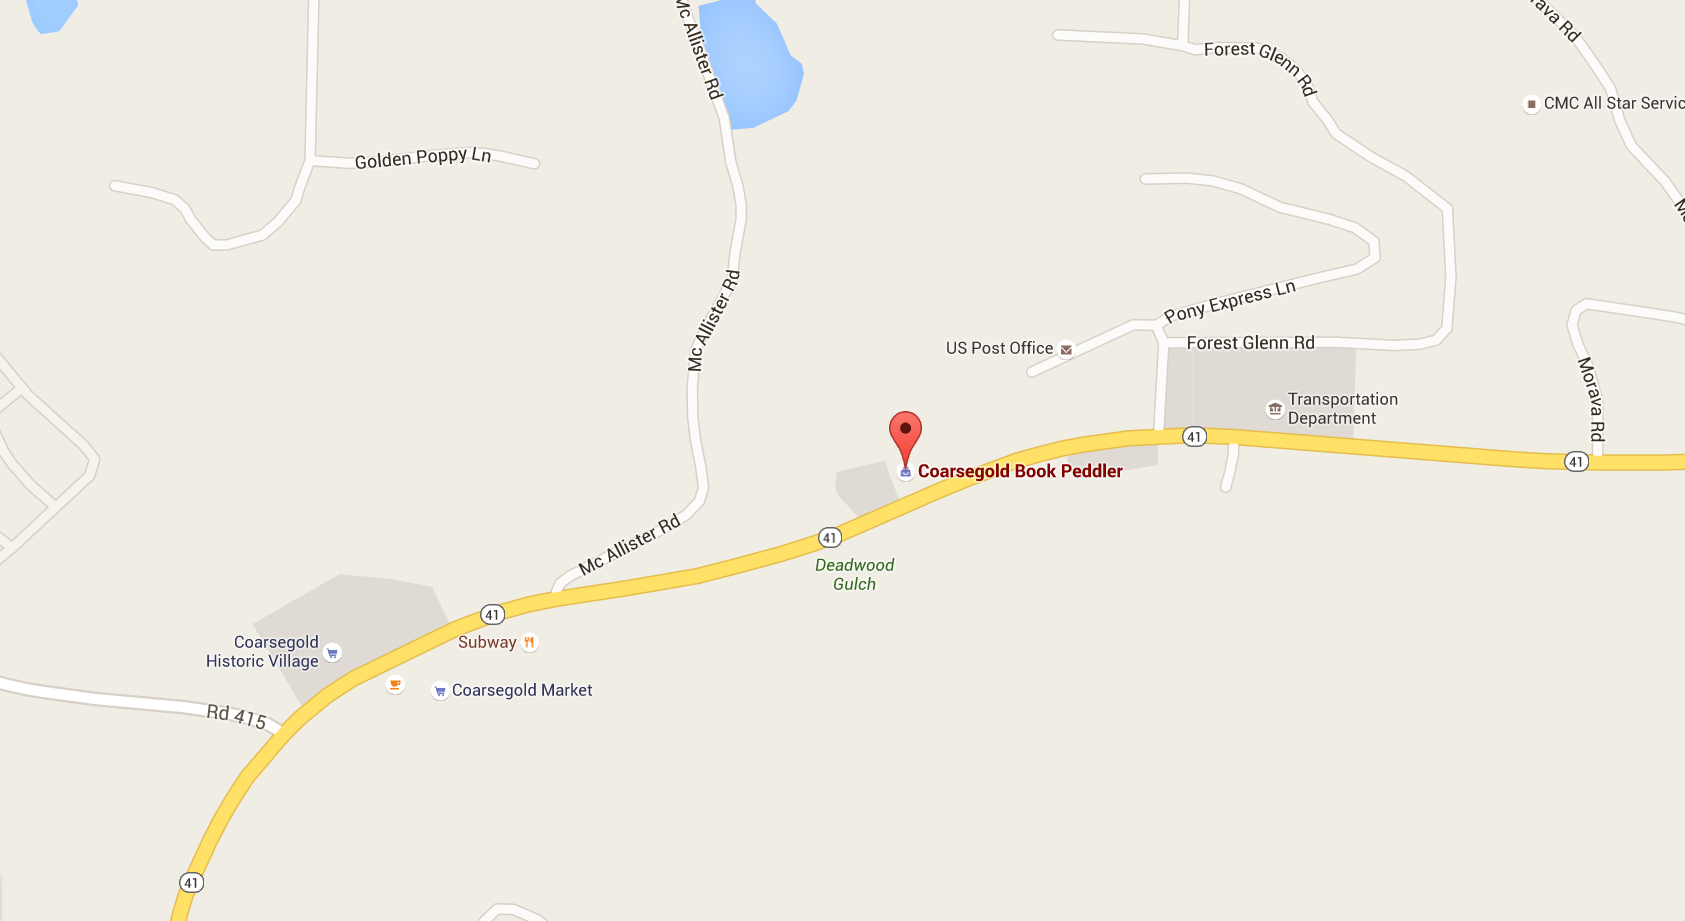 Mc Allister Rd
Forest Glenn Rd
rava Rd
CMC All Star Servic
Golden Poppy Ln
Mc Allister Rd
Pony Express Ln
US Post Office
Forest Glenn Rd
Transportation
Department
Morava Rd
41
41
Coarsegold Book Peddler
Mc Allister Rd
41
Deadwood
Gulch
41
Coarsegold
Historic Village
Subway
Coarsegold Market
Rd 415
41